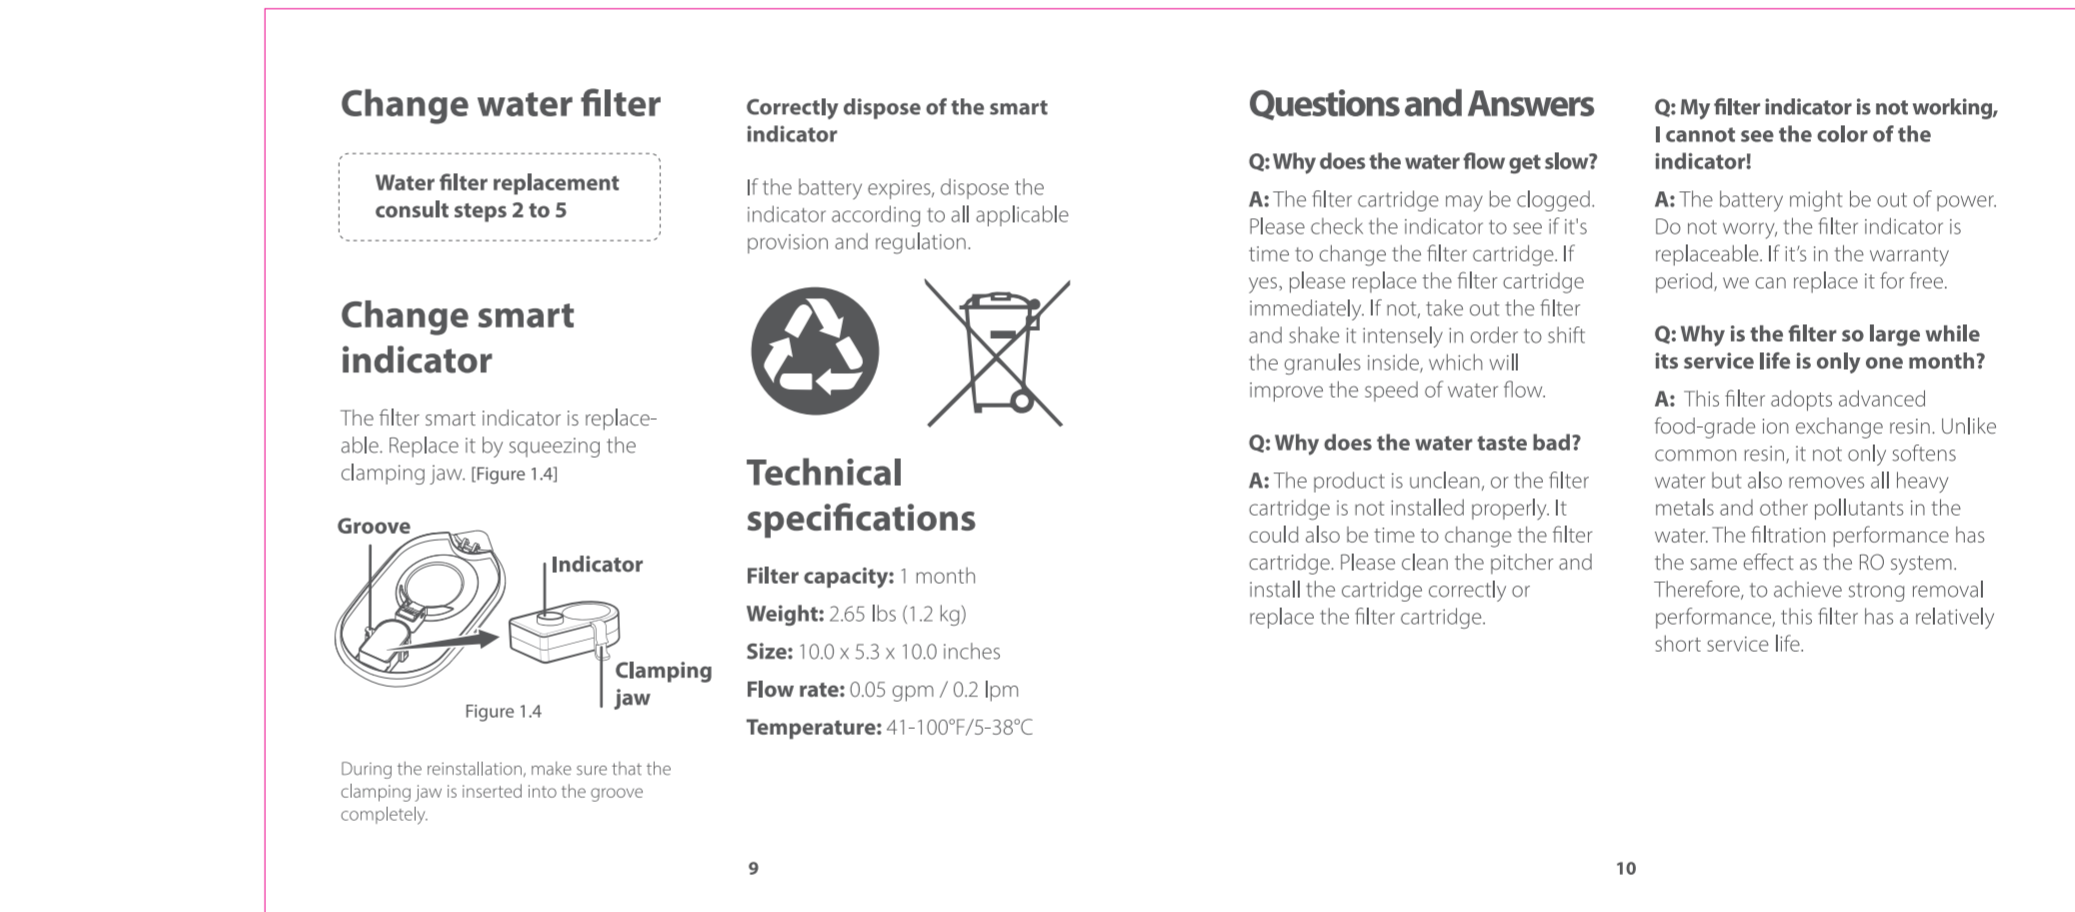 Change water filter
Water filter replacement
consult steps 2 to 5
Change smart
indicator
The filter smart indicator is replace-
able. Replace it by squeezing the
clamping jaw. [Figure 1.4]
Groove
Indicator
Clamping
jaw
Figure 1.4
During the reinstallation, make sure that the
clamping jaw is inserted into the groove
completely.
Correctly dispose of the smart
indicator
If the battery expires, dispose the
indicator according to all applicable
provision and regulation.
Technical
specifications
Filter capacity: 1 month
Weight: 2.65 lbs (1.2 kg)
Size: 10.0 x 5.3 x 10.0 inches
Flow rate: 0.05 gpm / 0.2 lpm
Temperature: 41-100°F/5-38°C
9
Questions and Answers
Q: Why does the water flow get slow?
A: The filter cartridge may be clogged.
Please check the indicator to see if it's
time to change the filter cartridge. If
yes, please replace the filter cartridge
immediately. If not, take out the filter
and shake it intensely in order to shift
the granules inside, which will
improve the speed of water flow.
Q: Why does the water taste bad?
A: The product is unclean, or the filter
cartridge is not installed properly. It
could also be time to change the filter
cartridge. Please clean the pitcher and
install the cartridge correctly or
replace the filter cartridge.
Q: My filter indicator is not working,
I cannot see the color of the
indicator!
A: The battery might be out of power.
Do not worry, the filter indicator is
replaceable. If it’s in the warranty
period, we can replace it for free.
Q: Why is the filter so large while
its service life is only one month?
A: This filter adopts advanced
food-grade ion exchange resin. Unlike
common resin, it not only softens
water but also removes all heavy
metals and other pollutants in the
water. The filtration performance has
the same effect as the RO system.
Therefore, to achieve strong removal
performance, this filter has a relatively
short service life.
10